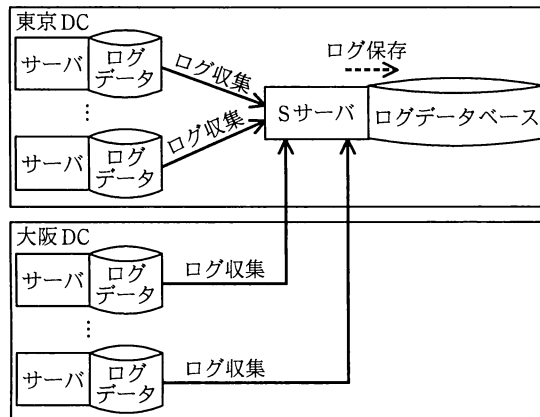 東京DC
サーバ
ログ
データ
ログ収集
ログ保存
Sサーバ
ログデータベース
⋮
サーバ
ログ
データ
ログ収集
大阪DC
サーバ
ログ
データ
ログ収集
⋮
サーバ
ログ
データ
ログ収集